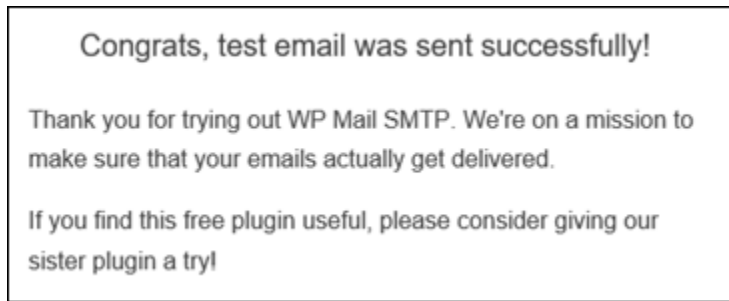 Congrats, test email was sent successfully!
Thank you for trying out WP Mail SMTP. We're on a mission to
make sure that your emails actually get delivered.
If you find this free plugin useful, please consider giving our
sister plugin a try!